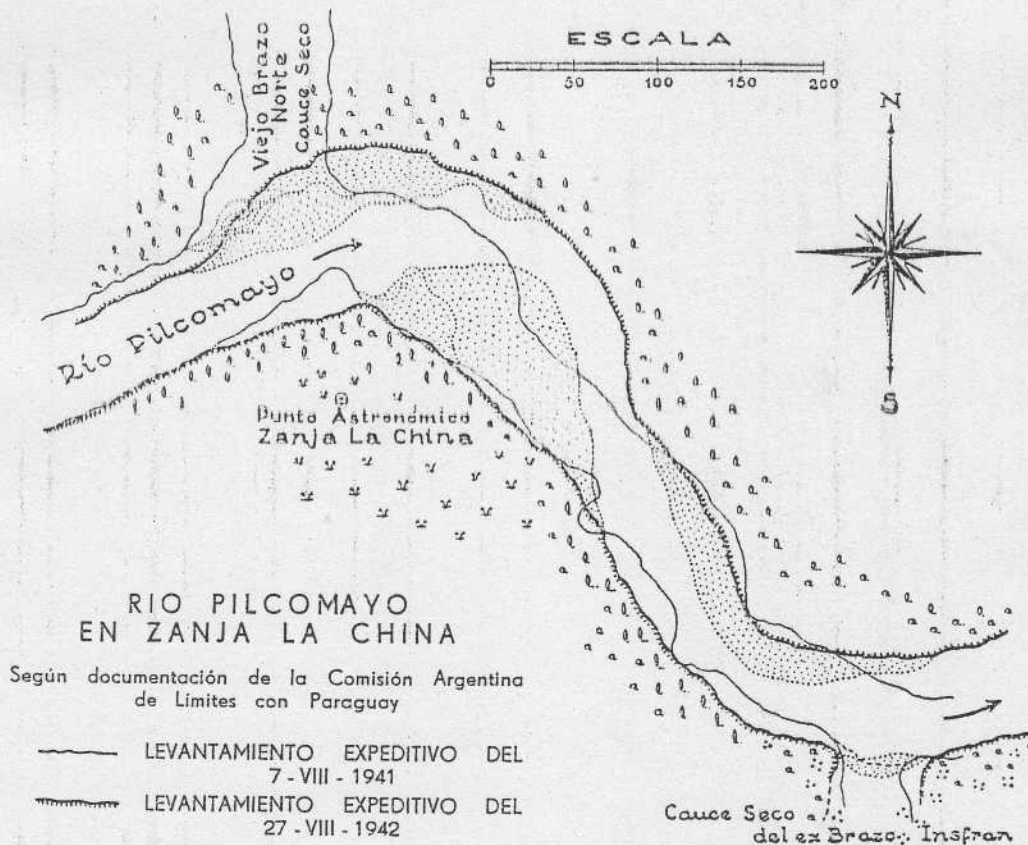 ESCALA
0 50 100 150 200
N
Viejo Brazo
Norte
Cauce Seco
Río Pilcomayo
S
Punto Astronómico
Zanja La China
RIO PILCOMAYO
EN ZANJA LA CHINA
Según documentación de la Comisión Argentina
de Límites con Paraguay
LEVANTAMIENTO EXPEDITIVO DEL
7 - VIII - 1941
LEVANTAMIENTO EXPEDITIVO DEL
27 - VIII - 1942
Cauce Seco
del ex Brazo Insfran